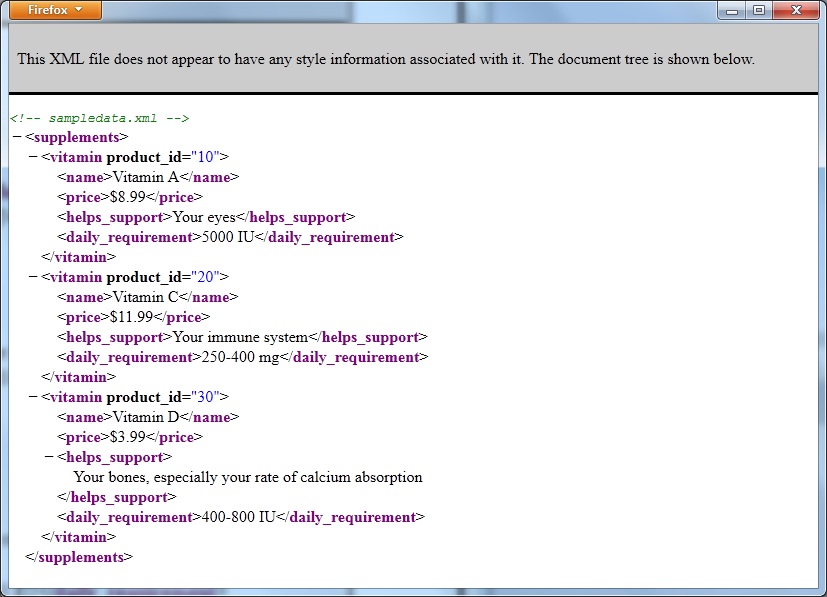 Firefox
This XML file does not appear to have any style information associated with it. The document tree is shown below.
<!-- sampledata.xml -->
− <supplements>
− <vitamin product_id="10">
<name>Vitamin A</name>
<price>$8.99</price>
<helps_support>Your eyes</helps_support>
<daily_requirement>5000 IU</daily_requirement>
</vitamin>
− <vitamin product_id="20">
<name>Vitamin C</name>
<price>$11.99</price>
<helps_support>Your immune system</helps_support>
<daily_requirement>250-400 mg</daily_requirement>
</vitamin>
− <vitamin product_id="30">
<name>Vitamin D</name>
<price>$3.99</price>
− <helps_support>
Your bones, especially your rate of calcium absorption
</helps_support>
<daily_requirement>400-800 IU</daily_requirement>
</vitamin>
</supplements>